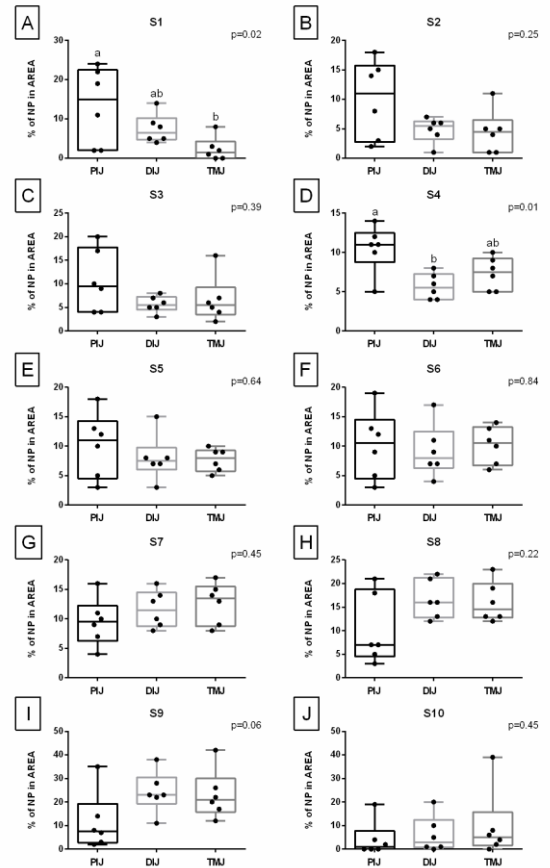 A
S1
p=0.02
% of NP in AREA
30
20
10
0
a
ab
b
PIJ
DIJ
TMJ
B
S2
p=0.25
% of NP in AREA
20
15
10
5
0
PIJ
DIJ
TMJ
C
S3
p=0.39
% of NP in AREA
25
20
15
10
5
0
PIJ
DIJ
TMJ
D
S4
p=0.01
% of NP in AREA
15
10
5
0
a
b
ab
PIJ
DIJ
TMJ
E
S5
p=0.64
% of NP in AREA
20
15
10
5
0
PIJ
DIJ
TMJ
F
S6
p=0.84
% of NP in AREA
20
15
10
5
0
PIJ
DIJ
TMJ
G
S7
p=0.45
% of NP in AREA
20
15
10
5
0
PIJ
DIJ
TMJ
H
S8
p=0.22
% of NP in AREA
25
20
15
10
5
0
PIJ
DIJ
TMJ
I
S9
p=0.06
% of NP in AREA
50
40
30
20
10
0
PIJ
DIJ
TMJ
J
S10
p=0.45
% of NP in AREA
50
40
30
20
10
0
PIJ
DIJ
TMJ